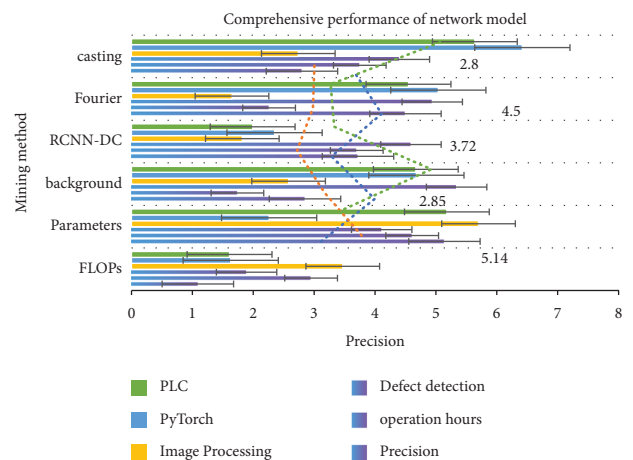 Comprehensive performance of network model
Mining method
casting
2.8
Fourier
4.5
RCNN-DC
3.72
background
2.85
Parameters
5.14
FLOPs
0 1 2 3 4 5 6 7 8
Precision
PLC
PyTorch
Image Processing
Defect detection
operation hours
Precision